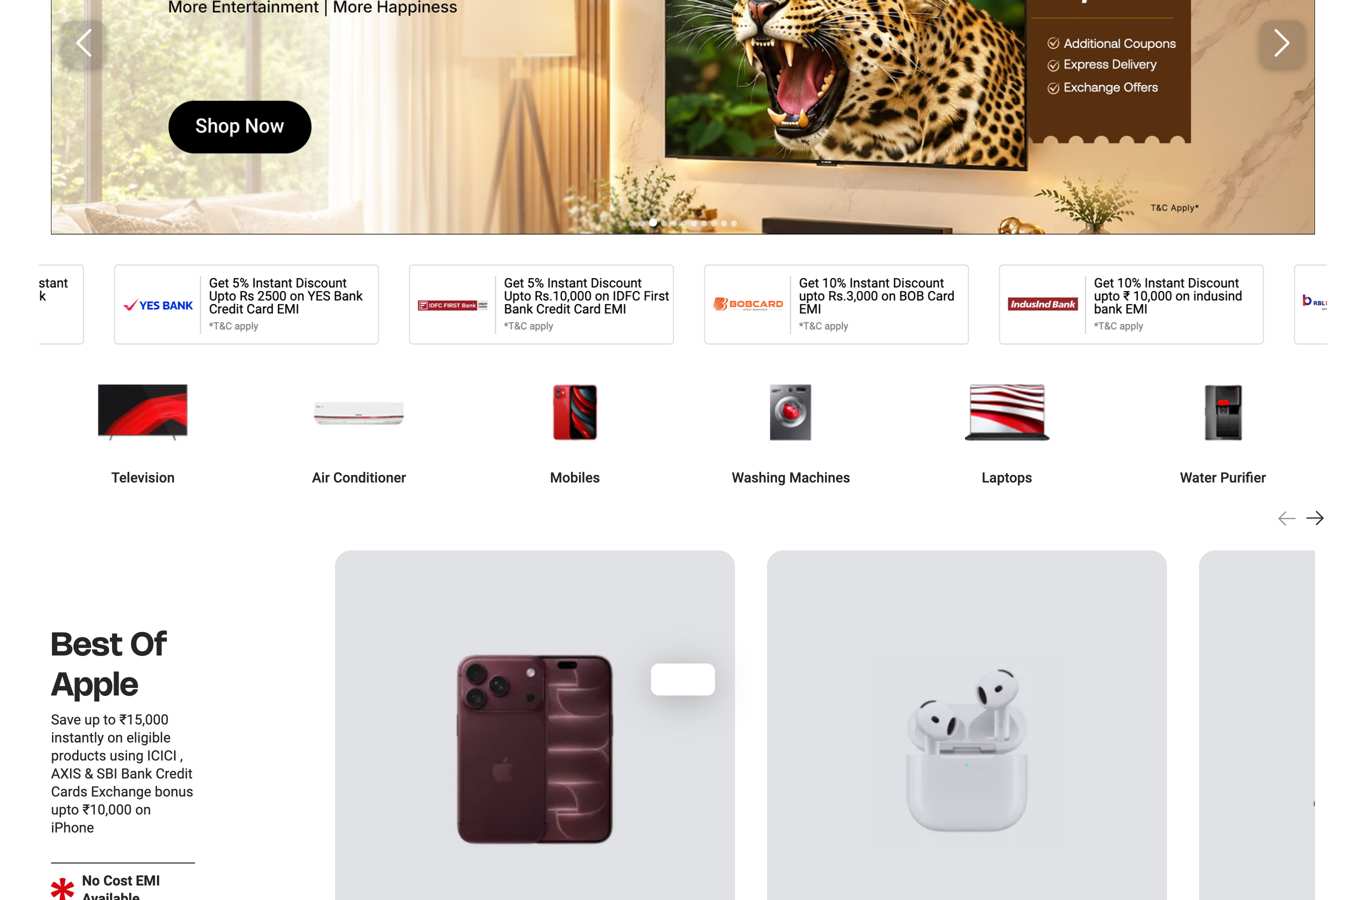 More Entertainment | More Happiness
Additional Coupons
Express Delivery
Exchange Offers
Shop Now
T&C Apply*
stant
k
YES BANK
Get 5% Instant Discount
Upto Rs 2500 on YES Bank
Credit Card EMI
*T&C apply
IDFC FIRST Bank
Get 5% Instant Discount
Upto Rs.10,000 on IDFC First
Bank Credit Card EMI
*T&C apply
BOBCARD
Get 10% Instant Discount
upto Rs.3,000 on BOB Card
EMI
*T&C apply
IndusInd Bank
Get 10% Instant Discount
upto ₹ 10,000 on indusind
bank EMI
*T&C apply
RBL
Television
Air Conditioner
Mobiles
Washing Machines
Laptops
Water Purifier
Best Of
Apple
Save up to ₹15,000
instantly on eligible
products using ICICI ,
AXIS & SBI Bank Credit
Cards Exchange bonus
upto ₹10,000 on
iPhone
No Cost EMI
Available